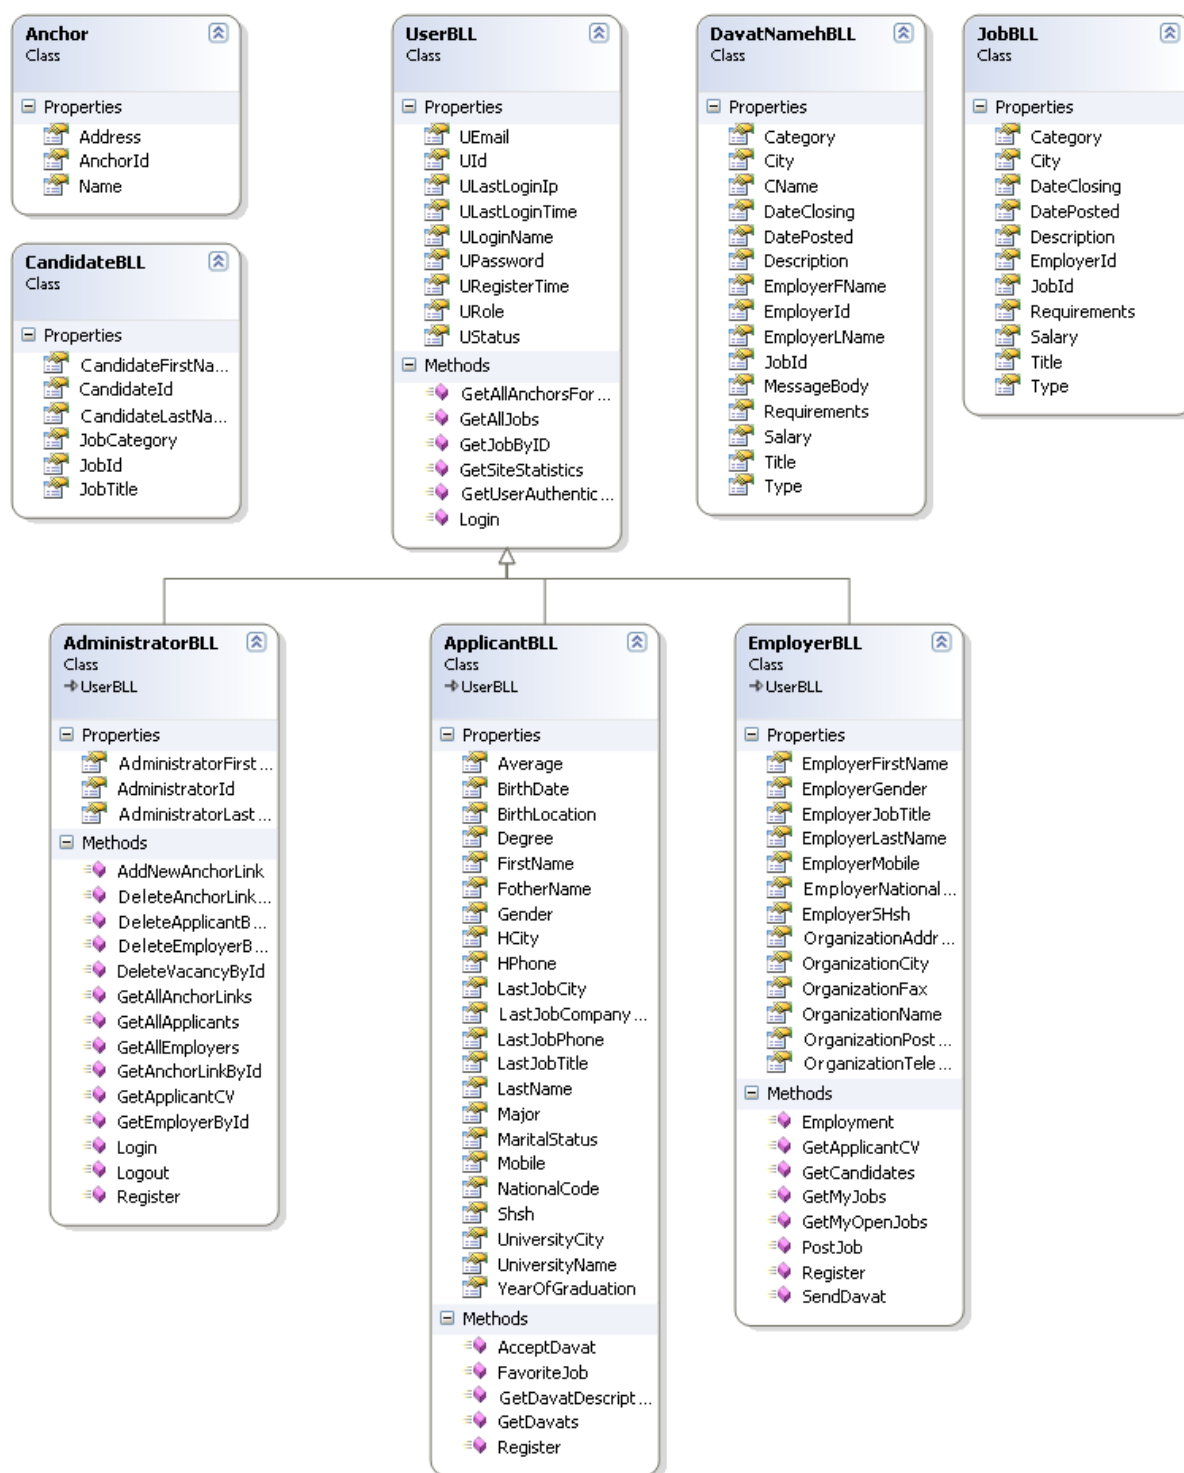 Anchor
Class
Properties
Address
AnchorId
Name
CandidateBLL
Class
Properties
CandidateFirstNa...
CandidateId
CandidateLastNa...
JobCategory
JobId
JobTitle
UserBLL
Class
Properties
UEmail
UId
ULastLoginIp
ULastLoginTime
ULoginName
UPassword
URegisterTime
URole
UStatus
Methods
GetAllAnchorsFor ...
GetAllJobs
GetJobByID
GetSiteStatistics
GetUserAuthentic ...
Login
DavatNamehBLL
Class
Properties
Category
City
CName
DateClosing
DatePosted
Description
EmployerFName
EmployerId
EmployerLName
JobId
MessageBody
Requirements
Salary
Title
Type
JobBLL
Class
Properties
Category
City
DateClosing
DatePosted
Description
EmployerId
JobId
Requirements
Salary
Title
Type
AdministratorBLL
Class
UserBLL
Properties
AdministratorFirst ...
AdministratorId
AdministratorLast ...
Methods
AddNewAnchorLink
DeleteAnchorLink...
DeleteApplicantB...
DeleteEmployerB...
DeleteVacancyById
GetAllAnchorLinks
GetAllApplicants
GetAllEmployers
GetAnchorLinkById
GetApplicantCV
GetEmployerById
Login
Logout
Register
ApplicantBLL
Class
UserBLL
Properties
Average
BirthDate
BirthLocation
Degree
FirstName
FotherName
Gender
HCity
HPhone
LastJobCity
LastJobCompany ...
LastJobPhone
LastJobTitle
LastName
Major
MaritalStatus
Mobile
NationalCode
Shsh
UniversityCity
UniversityName
YearOfGraduation
Methods
AcceptDavat
FavoriteJob
GetDavatDescript ...
GetDavats
Register
EmployerBLL
Class
UserBLL
Properties
EmployerFirstName
EmployerGender
EmployerJobTitle
EmployerLastName
EmployerMobile
EmployerNational ...
EmployerSHsh
OrganizationAddr ...
OrganizationCity
OrganizationFax
OrganizationName
OrganizationPost ...
OrganizationTele ...
Methods
Employment
GetApplicantCV
GetCandidates
GetMyJobs
GetMyOpenJobs
PostJob
Register
SendDavat